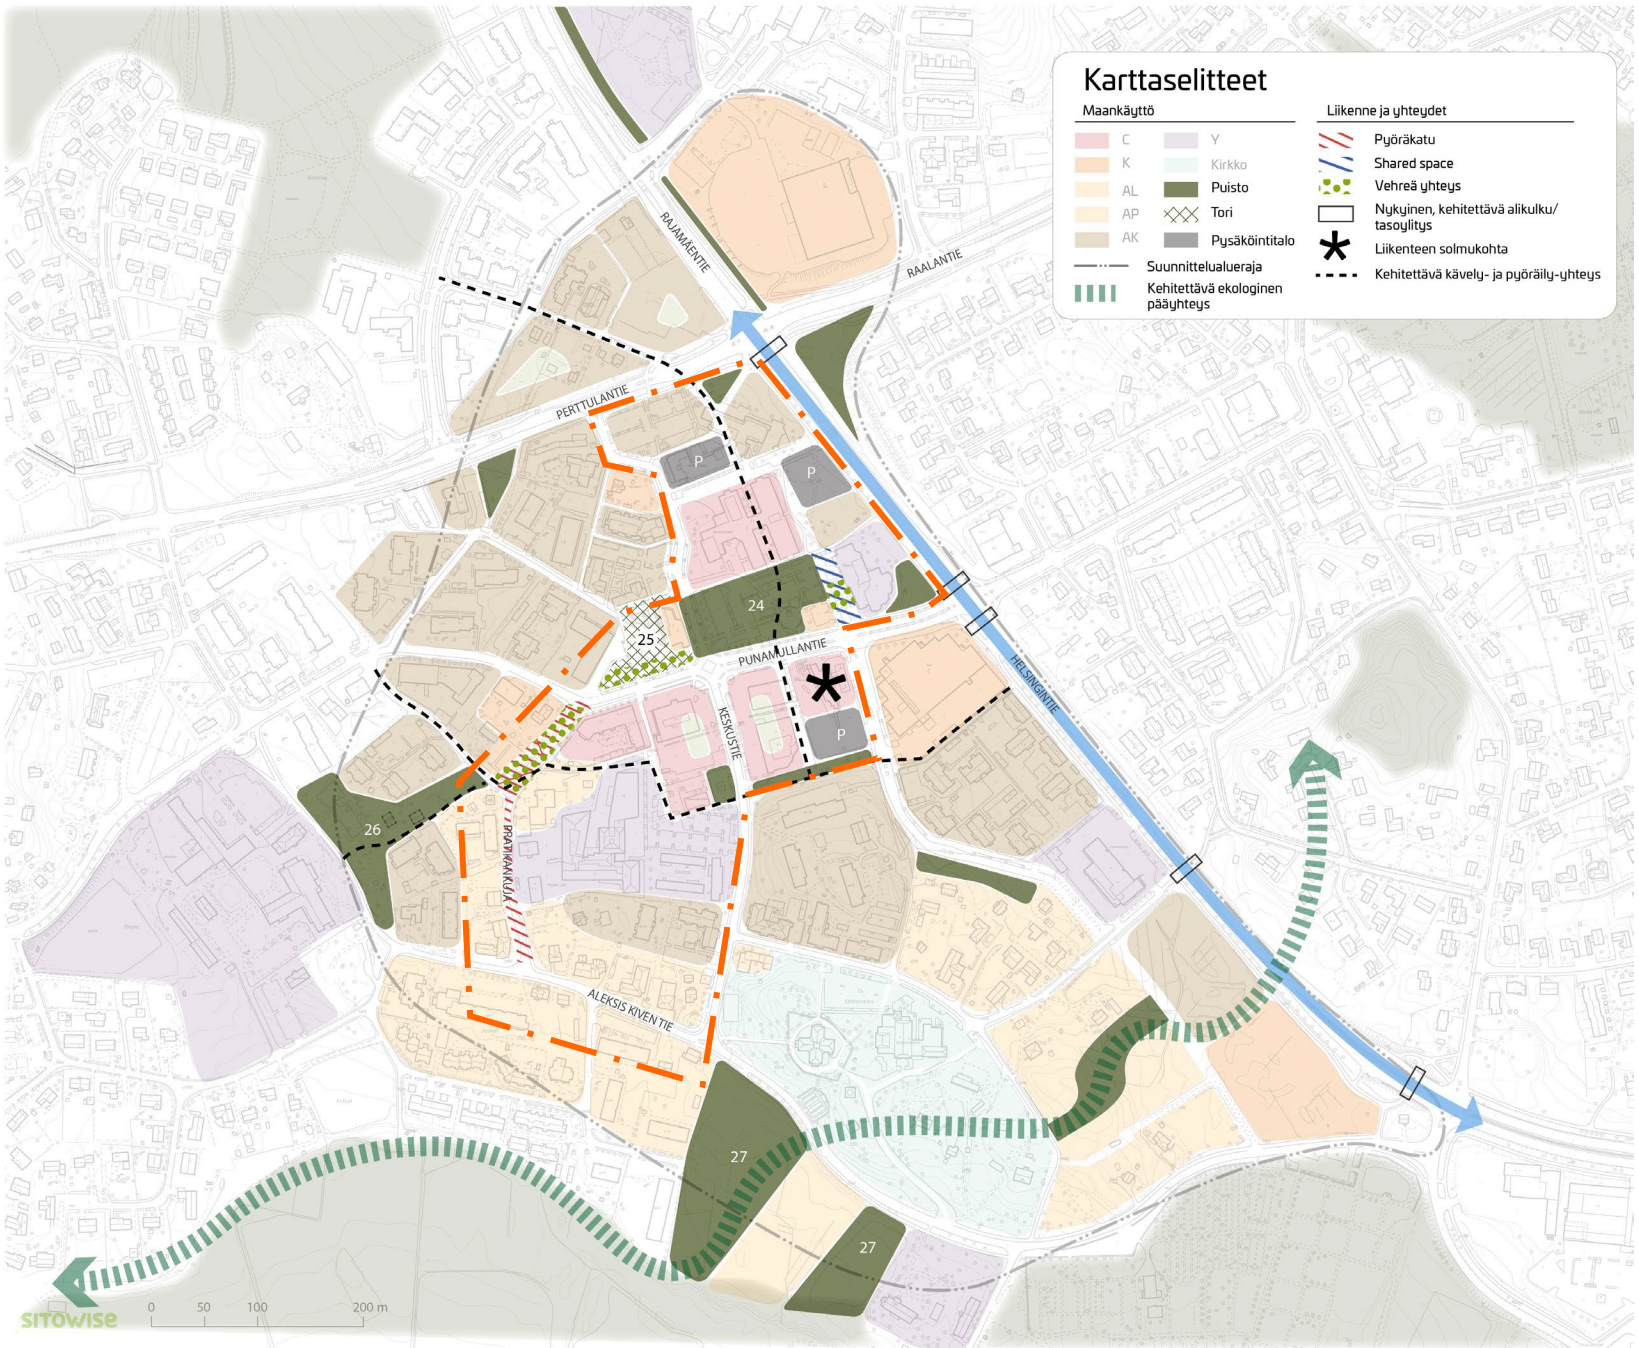 Karttaselitteet
Maankäyttö
C
K
AL
AP
AK
Y
Kirkko
Puisto
Tori
Pysäköintitalo
Suunnittelualueraja
Kehitettävä ekologinen
pääyhteys
Liikenne ja yhteydet
Pyöräkatu
Shared space
Vehreä yhteys
Nykyinen, kehitettävä alikulku/
tasoylitys
Liikenteen solmukohta
Kehitettävä kävely- ja pyöräily-yhteys
RAJAMÄENTIE
RAALANTIE
PERTTULANTIE
P
P
24
25
PUNAMULLANTIE
HELSINGINTIE
KESKUSTIE
P
26
PRATIKANKUJA
ALEKSIS KIVEN TIE
27
27
SITOWISE
0 50 100 200 m